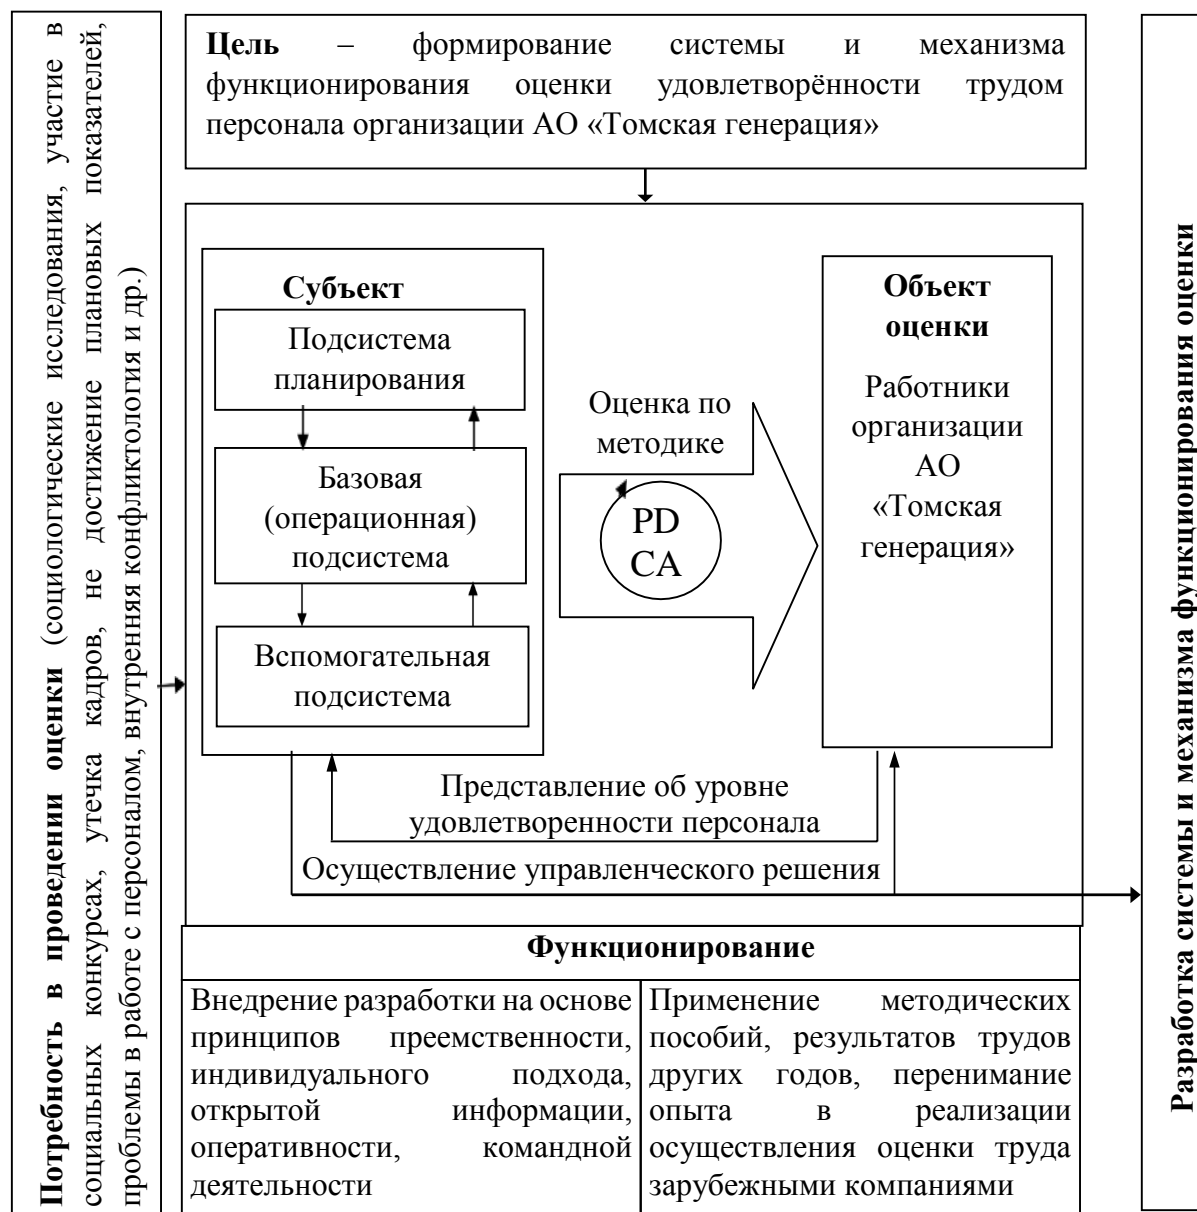 Потребность в проведении оценки (социологические исследования, участие в
социальных конкурсах, утечка кадров, не достижение плановых показателей,
проблемы в работе с персоналом, внутренняя конфликтология и др.)
Цель – формирование системы и механизма
функционирования оценки удовлетворённости трудом
персонала организации АО «Томская генерация»
Субъект
Подсистема
планирования
Базовая
(операционная)
подсистема
Вспомогательная
подсистема
Оценка по
методике
PD
CA
Объект
оценки
Работники
организации
АО
«Томская
генерация»
Представление об уровне
удовлетворенности персонала
Осуществление управленческого решения
Функционирование
Внедрение разработки на основе
принципов преемственности,
индивидуального подхода,
открытой информации,
оперативности, командной
деятельности
Применение методических
пособий, результатов трудов
других годов, перенимание
опыта в реализации
осуществления оценки труда
зарубежными компаниями
Разработка системы и механизма функционирования оценки